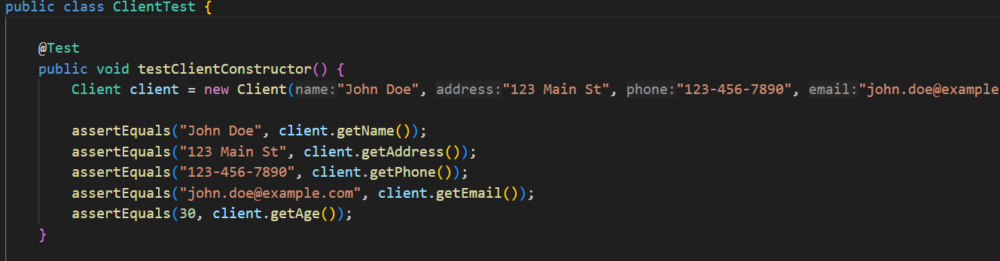 public class ClientTest {
@Test
public void testClientConstructor() {
Client client = new Client(name:"John Doe", address:"123 Main St", phone:"123-456-7890", email:"john.doe@example
assertEquals("John Doe", client.getName());
assertEquals("123 Main St", client.getAddress());
assertEquals("123-456-7890", client.getPhone());
assertEquals("john.doe@example.com", client.getEmail());
assertEquals(30, client.getAge());
}